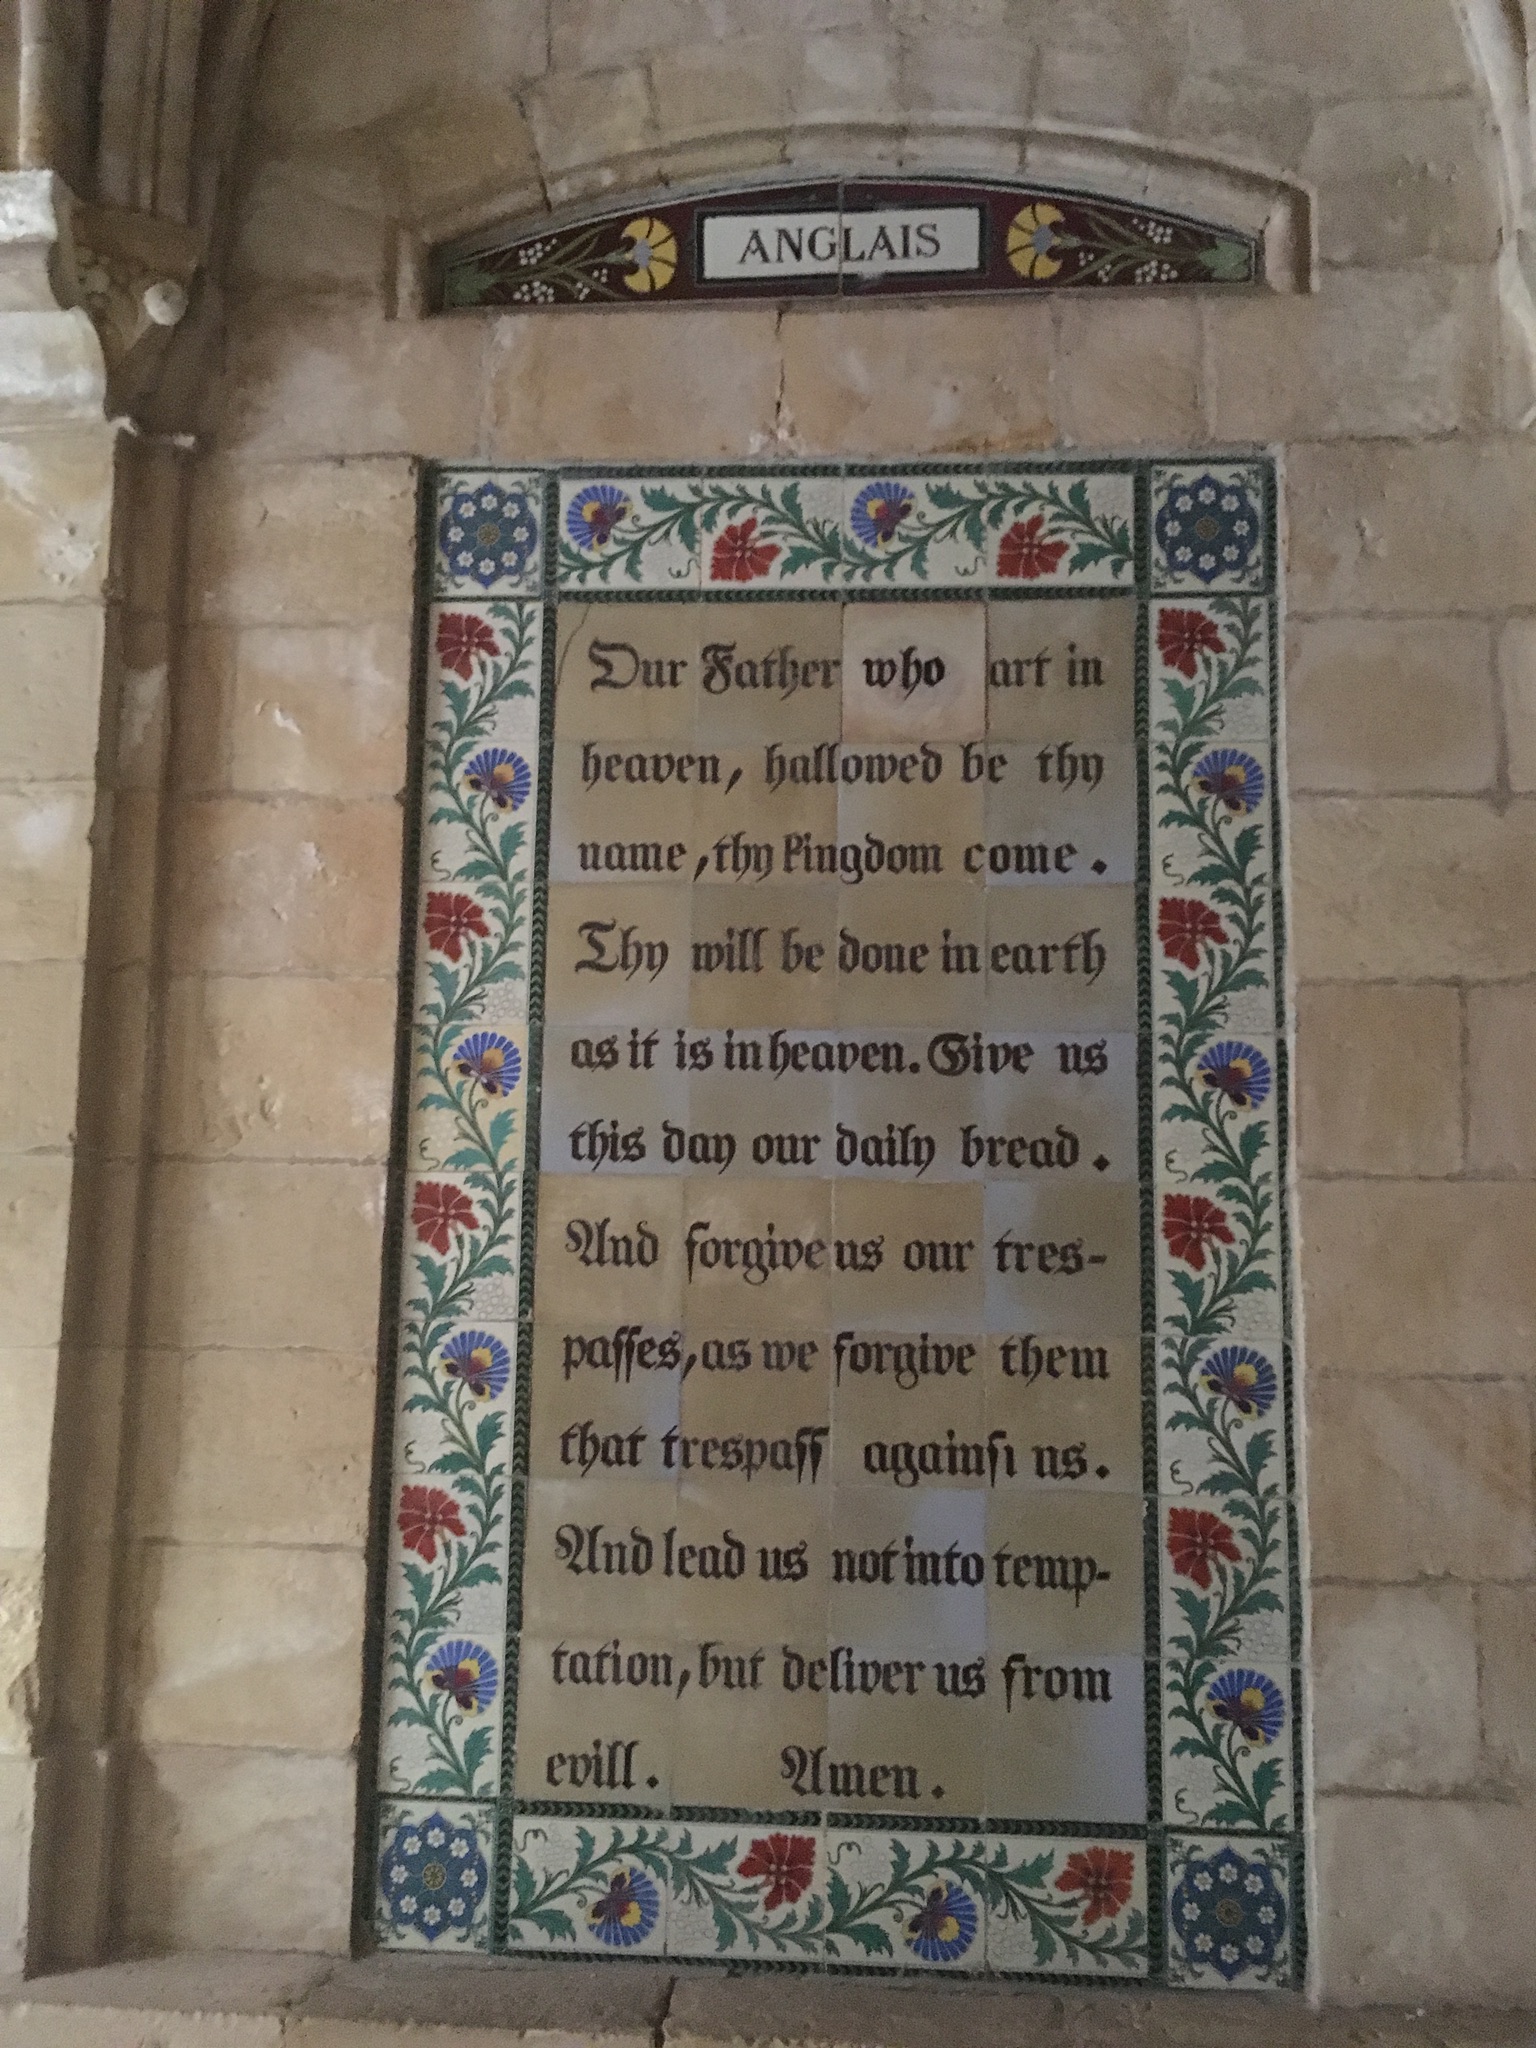 ANGLAIS
Our Father who art in
heaven, hallowed be thy
name, thy kingdom come.
Thy will be done in earth
as it is in heaven. Give us
this day our daily bread.
And forgive us our tres-
paſſes, as we forgive them
that trespaſſ againſt us.
And lead us not into temp-
tation, but deliver us from
evill. Amen.